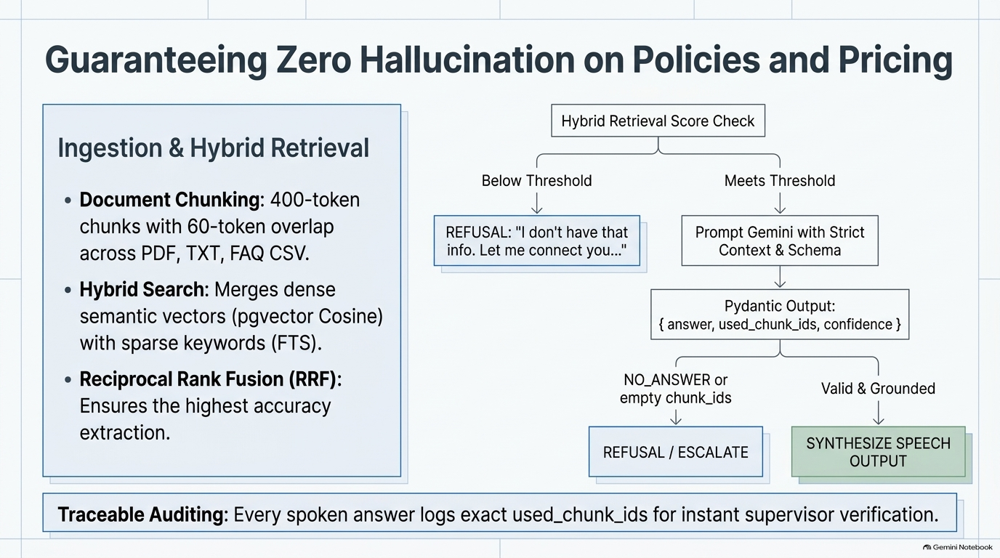 Guaranteeing Zero Hallucination on Policies and Pricing
Ingestion & Hybrid Retrieval
• Document Chunking: 400-token
chunks with 60-token overlap
across PDF, TXT, FAQ CSV.
• Hybrid Search: Merges dense
semantic vectors (pgvector Cosine)
with sparse keywords (FTS).
• Reciprocal Rank Fusion (RRF):
Ensures the highest accuracy
extraction.
Hybrid Retrieval Score Check
Below Threshold
Meets Threshold
REFUSAL: "I don't have that
info. Let me connect you..."
Prompt Gemini with Strict
Context & Schema
Pydantic Output:
{ answer, used_chunk_ids, confidence }
NO_ANSWER or
empty chunk_ids
Valid & Grounded
REFUSAL / ESCALATE
SYNTHESIZE SPEECH
OUTPUT
Traceable Auditing: Every spoken answer logs exact used_chunk_ids for instant supervisor verification.
Gemini Notebook